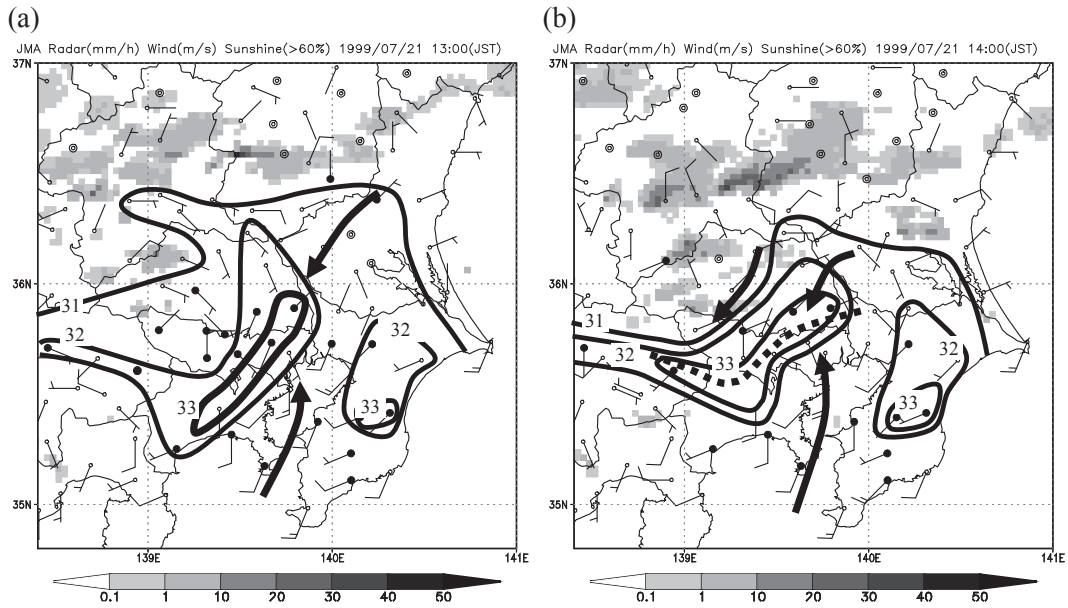 (a)
JMA Radar(mm/h) Wind(m/s) Sunshine(>60%) 1999/07/21 13:00(JST)
37N
36N
35N
31
32
33
32
33
139E
140E
141E
0.1 1 10 20 30 40 50
(b)
JMA Radar(mm/h) Wind(m/s) Sunshine(>60%) 1999/07/21 14:00(JST)
37N
36N
35N
31
32
33
32
33
139E
140E
141E
0.1 1 10 20 30 40 50